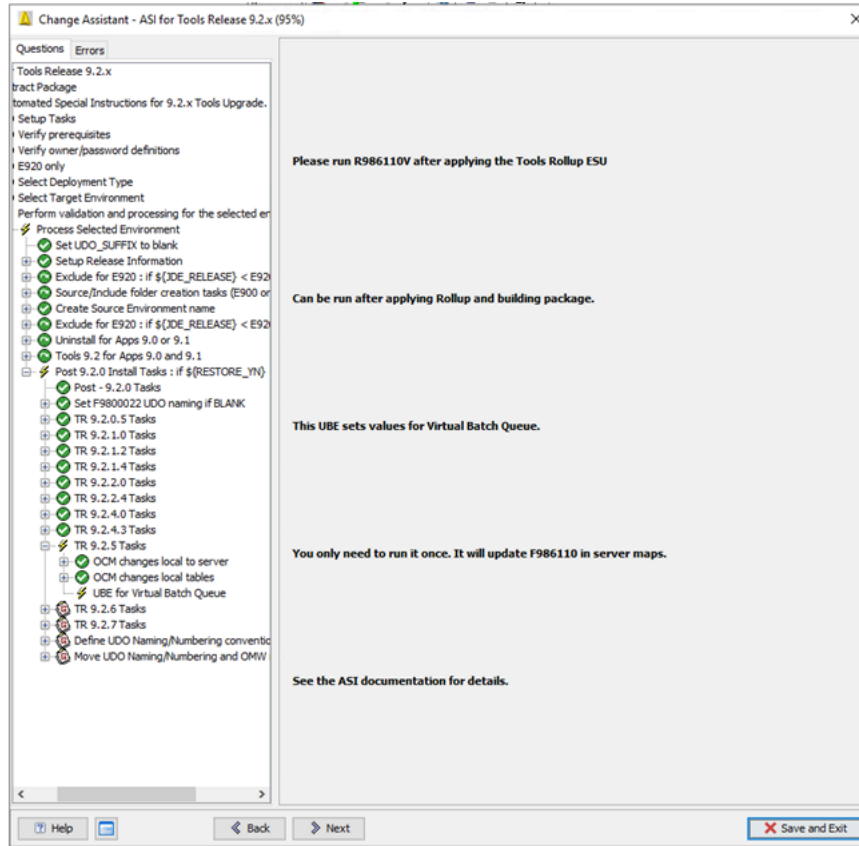 Change Assistant - ASI for Tools Release 9.2.x (95%)
Questions
Errors
Tools Release 9.2.x
tract Package
tomated Special Instructions for 9.2.x Tools Upgrade.
Setup Tasks
Verify prerequisites
Verify owner/password definitions
E920 only
Select Deployment Type
Select Target Environment
Perform validation and processing for the selected en
Process Selected Environment
Set UDO_SUFFIX to blank
Setup Release Information
Exclude for E920 : if ${JDE_RELEASE} < E920
Source/Include folder creation tasks (E900 or
Create Source Environment name
Exclude for E920 : if ${JDE_RELEASE} < E920
Uninstall for Apps 9.0 or 9.1
Tools 9.2 for Apps 9.0 and 9.1
Post 9.2.0 Install Tasks : if ${RESTORE_YN}
Post - 9.2.0 Tasks
Set F9800022 UDO naming if BLANK
TR 9.2.0.5 Tasks
TR 9.2.1.0 Tasks
TR 9.2.1.2 Tasks
TR 9.2.1.4 Tasks
TR 9.2.2.0 Tasks
TR 9.2.2.4 Tasks
TR 9.2.4.0 Tasks
TR 9.2.4.3 Tasks
TR 9.2.5 Tasks
OCM changes local to server
OCM changes local tables
UBE for Virtual Batch Queue
TR 9.2.6 Tasks
TR 9.2.7 Tasks
Define UDO Naming/Numbering conventio
Move UDO Naming/Numbering and OMW
Please run R986110V after applying the Tools Rollup ESU
Can be run after applying Rollup and building package.
This UBE sets values for Virtual Batch Queue.
You only need to run it once. It will update F986110 in server maps.
See the ASI documentation for details.
Help
Back
Next
Save and Exit